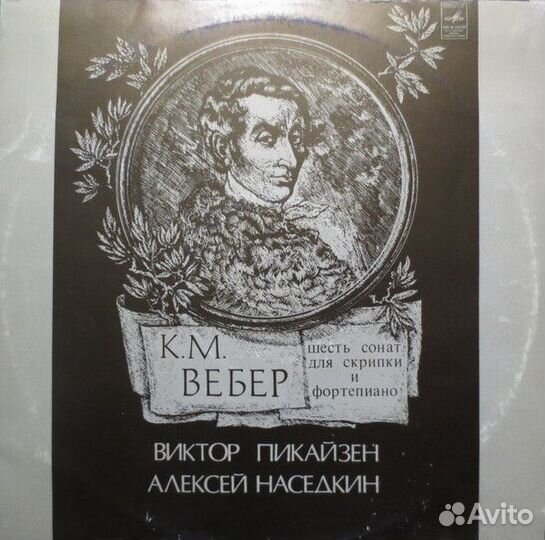 К.М.
ВЕБЕР
шесть сонат
для скрипки
и
фортепиано
ВИКТОР ПИКАЙЗЕН
АЛЕКСЕЙ НАСЕДКИН
Avito